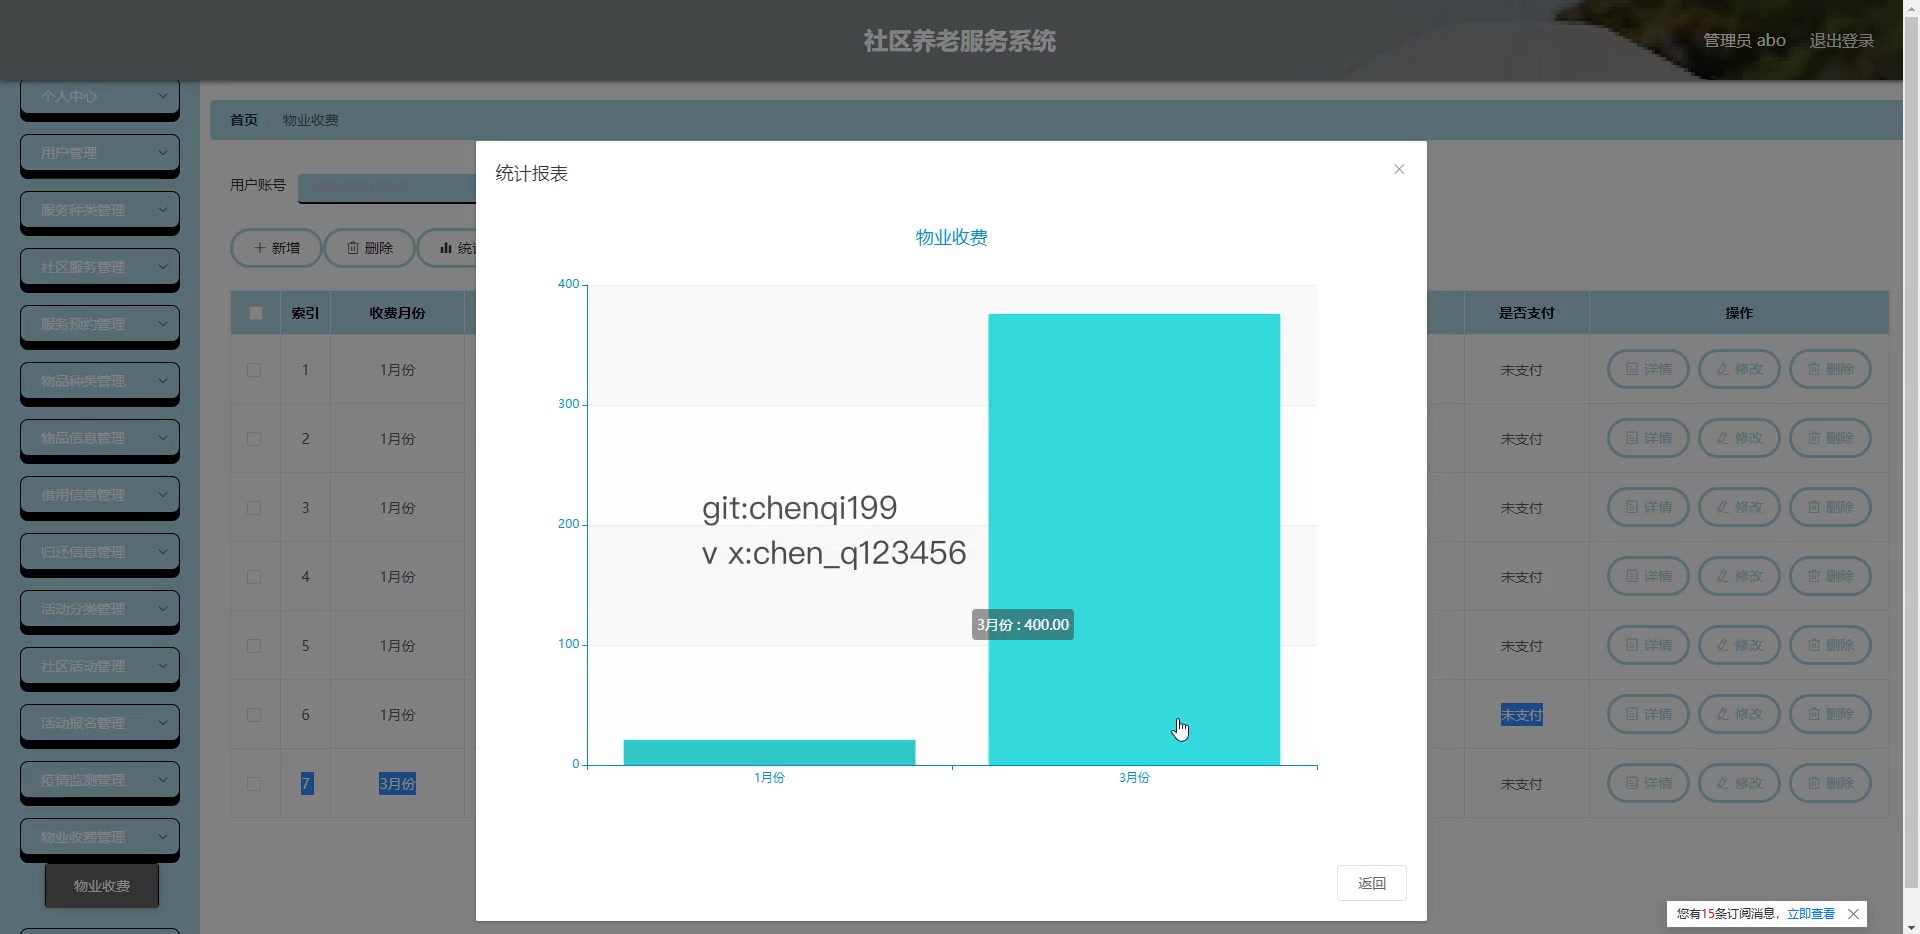 社区养老服务系统
管理员 abo
退出登录
个人中心
用户管理
服务种类管理
社区服务管理
服务预约管理
物品种类管理
物品信息管理
借用信息管理
归还信息管理
活动分类管理
社区活动管理
活动报名管理
疫情监测管理
物业收费管理
物业收费
首页
物业收费
用户账号
新增
删除
索引 收费月份 是否支付 操作
1 1月份 未支付 详情 修改 删除
2 1月份 未支付 详情 修改 删除
3 1月份 未支付 详情 修改 删除
4 1月份 未支付 详情 修改 删除
5 1月份 未支付 详情 修改 删除
6 1月份 未支付 详情 修改 删除
7 3月份 未支付 详情 修改 删除
统计报表
物业收费
400
300
200
100
0
1月份
3月份
git:chenqi199
v x:chen_q123456
3月份 : 400.00
返回
您有15条订阅消息，立即查看